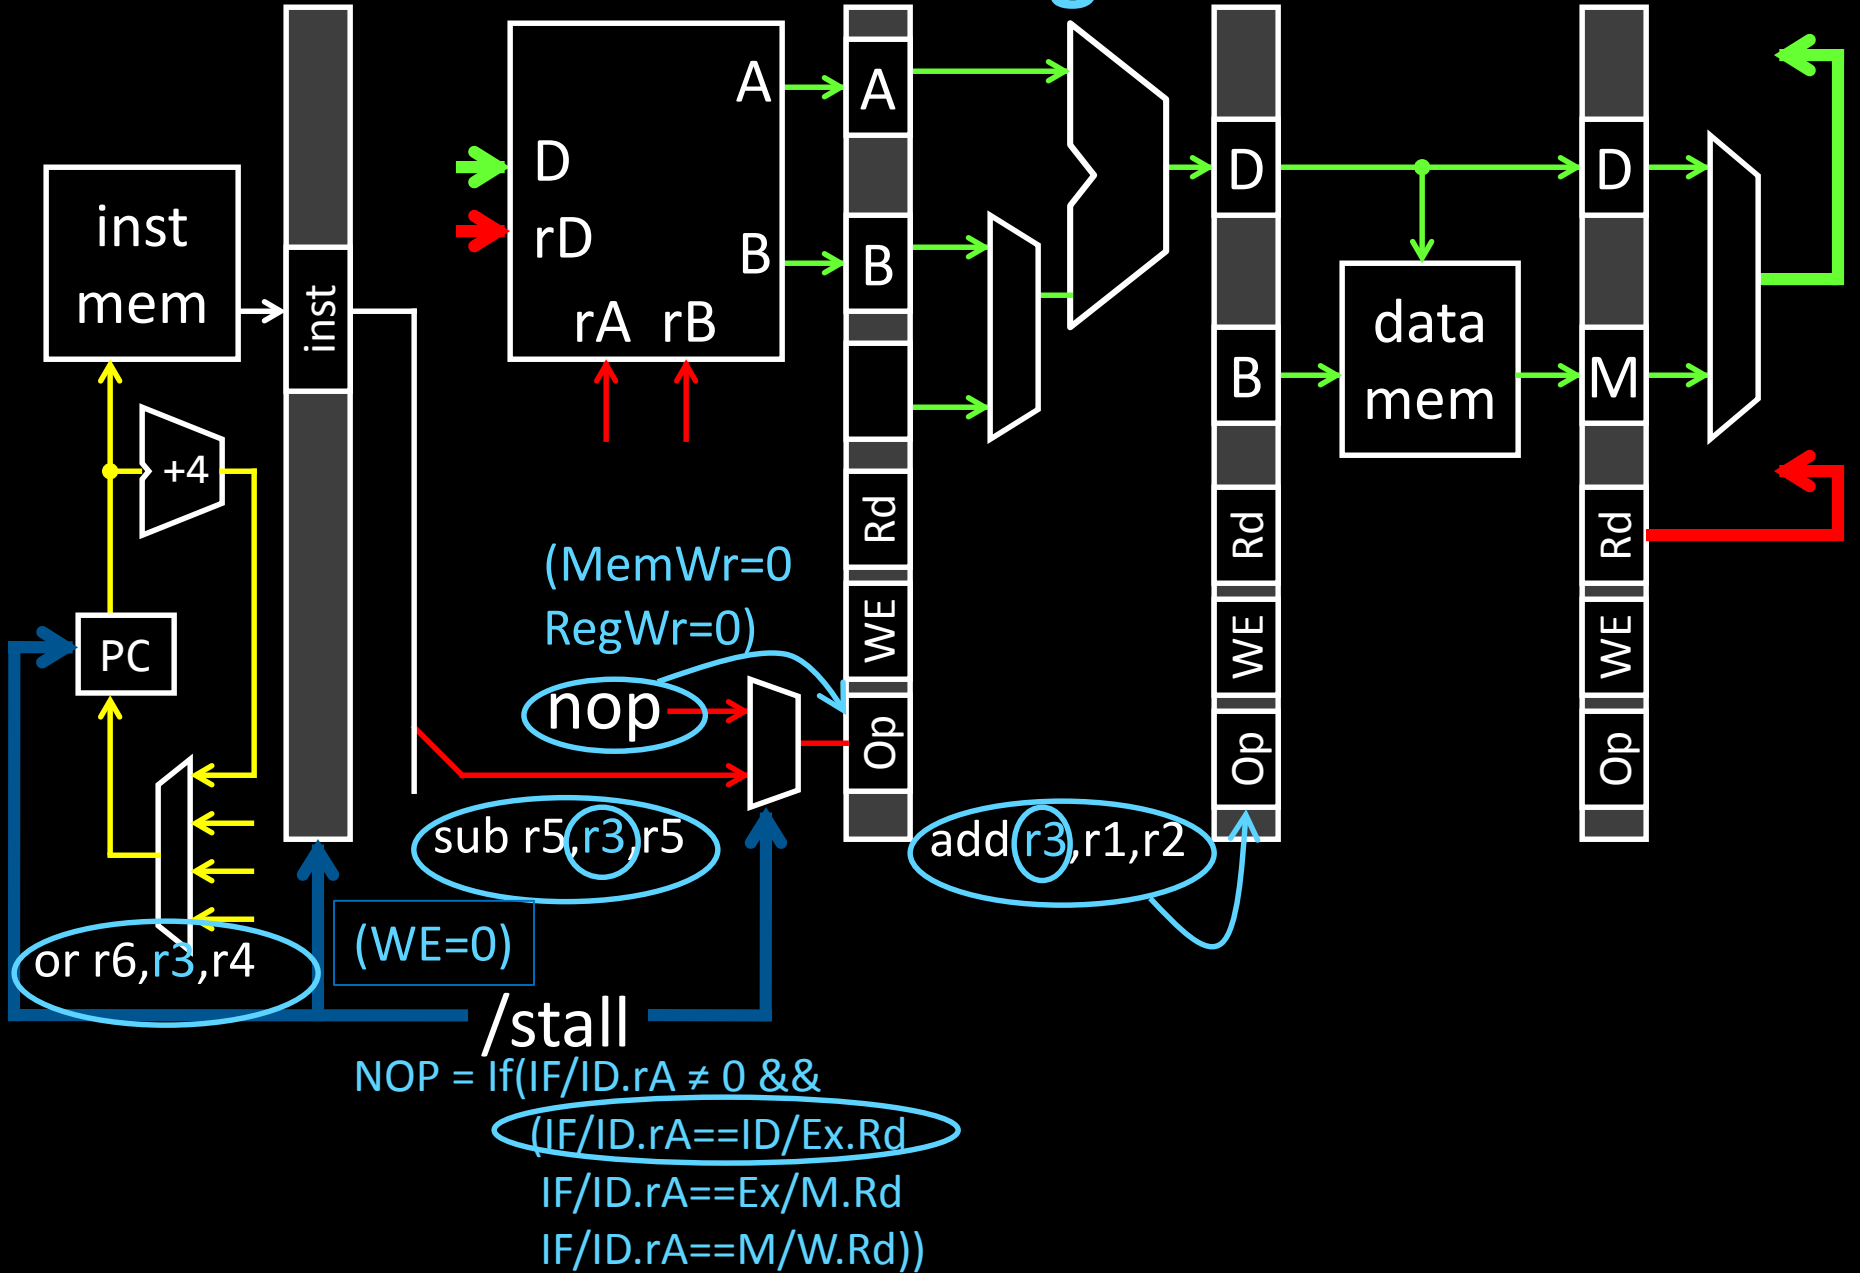 A
D
rD
B
rA rB
inst
mem
inst
+4
PC
A
B
Rd
WE
Op
D
B
Rd
WE
Op
data
mem
D
M
Rd
WE
Op
(MemWr=0
RegWr=0)
nop
sub r5,r3,r5
add r3,r1,r2
or r6,r3,r4
(WE=0)
/stall
NOP = If(IF/ID.rA ≠ 0 &&
(IF/ID.rA==ID/Ex.Rd
IF/ID.rA==Ex/M.Rd
IF/ID.rA==M/W.Rd))